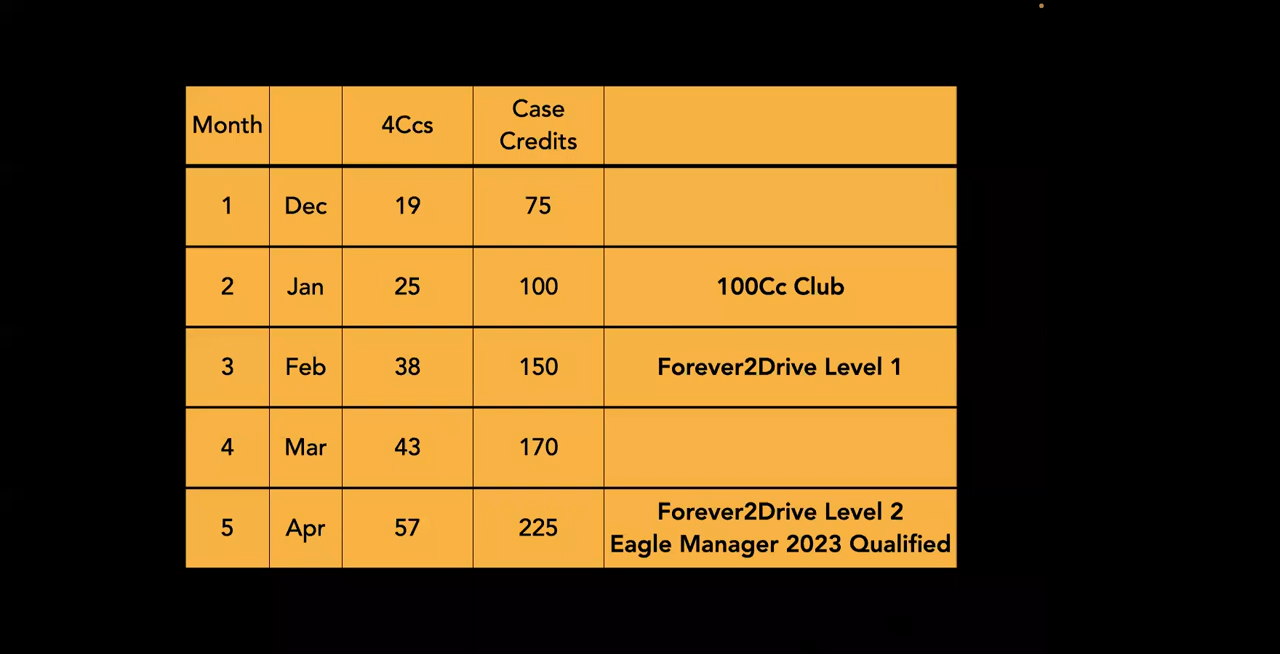 Month 4Ccs Case Credits
1 Dec 19 75
2 Jan 25 100 100Cc Club
3 Feb 38 150 Forever2Drive Level 1
4 Mar 43 170
5 Apr 57 225 Forever2Drive Level 2
Eagle Manager 2023 Qualified